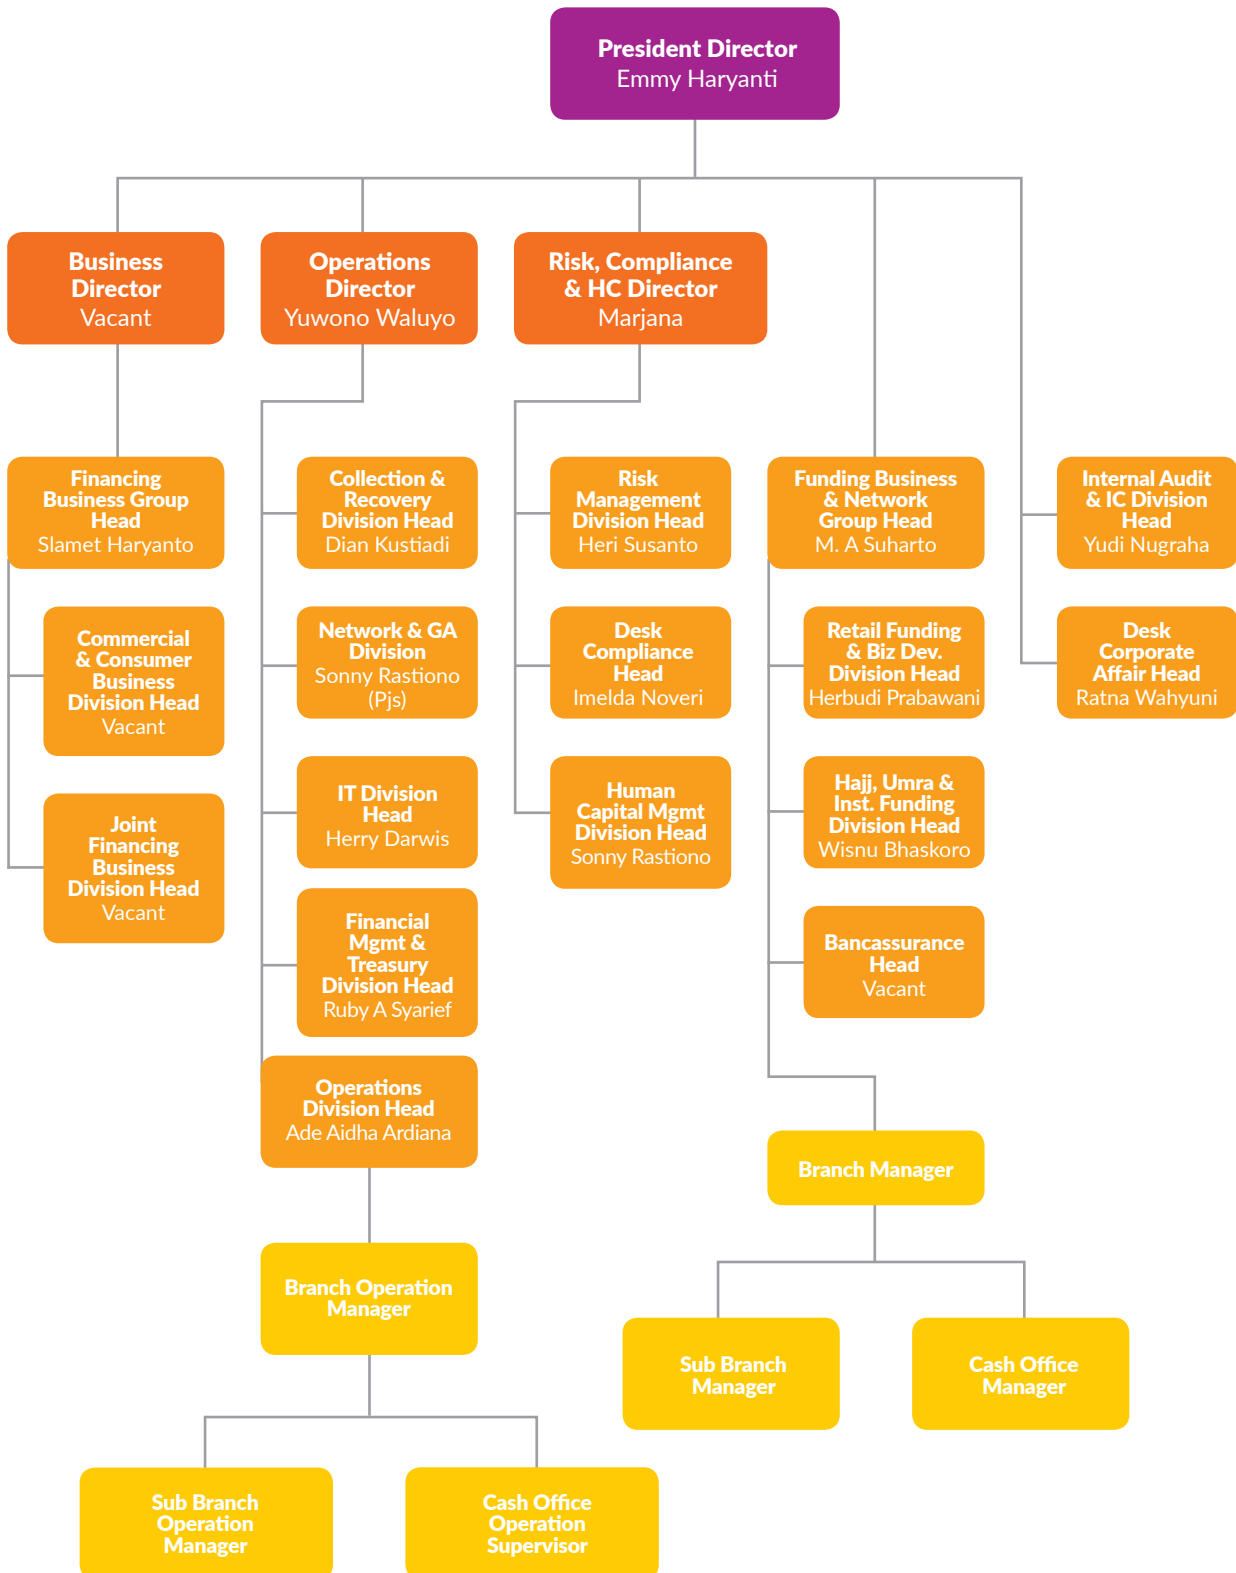 President Director
Emmy Haryanti
Business
Director
Vacant
Operations
Director
Yuwono Waluyo
Risk, Compliance
& HC Director
Marjana
Financing
Business Group
Head
Slamet Haryanto
Commercial
& Consumer
Business
Division Head
Vacant
Joint
Financing
Business
Division Head
Vacant
Collection &
Recovery
Division Head
Dian Kustiadi
Network & GA
Division
Sonny Rastiono
(Pjs)
IT Division
Head
Herry Darwis
Financial
Mgmt &
Treasury
Division Head
Ruby A Syarief
Operations
Division Head
Ade Aidha Ardiana
Branch Operation
Manager
Sub Branch
Operation
Manager
Cash Office
Operation
Supervisor
Risk
Management
Division Head
Heri Susanto
Desk
Compliance
Head
Imelda Noveri
Human
Capital Mgmt
Division Head
Sonny Rastiono
Funding Business
& Network
Group Head
M. A Suharto
Retail Funding
& Biz Dev.
Division Head
Herbudi Prabawani
Hajj, Umra &
Inst. Funding
Division Head
Wisnu Bhaskoro
Bancassurance
Head
Vacant
Branch Manager
Sub Branch
Manager
Cash Office
Manager
Internal Audit
& IC Division
Head
Yudi Nugraha
Desk
Corporate
Affair Head
Ratna Wahyuni